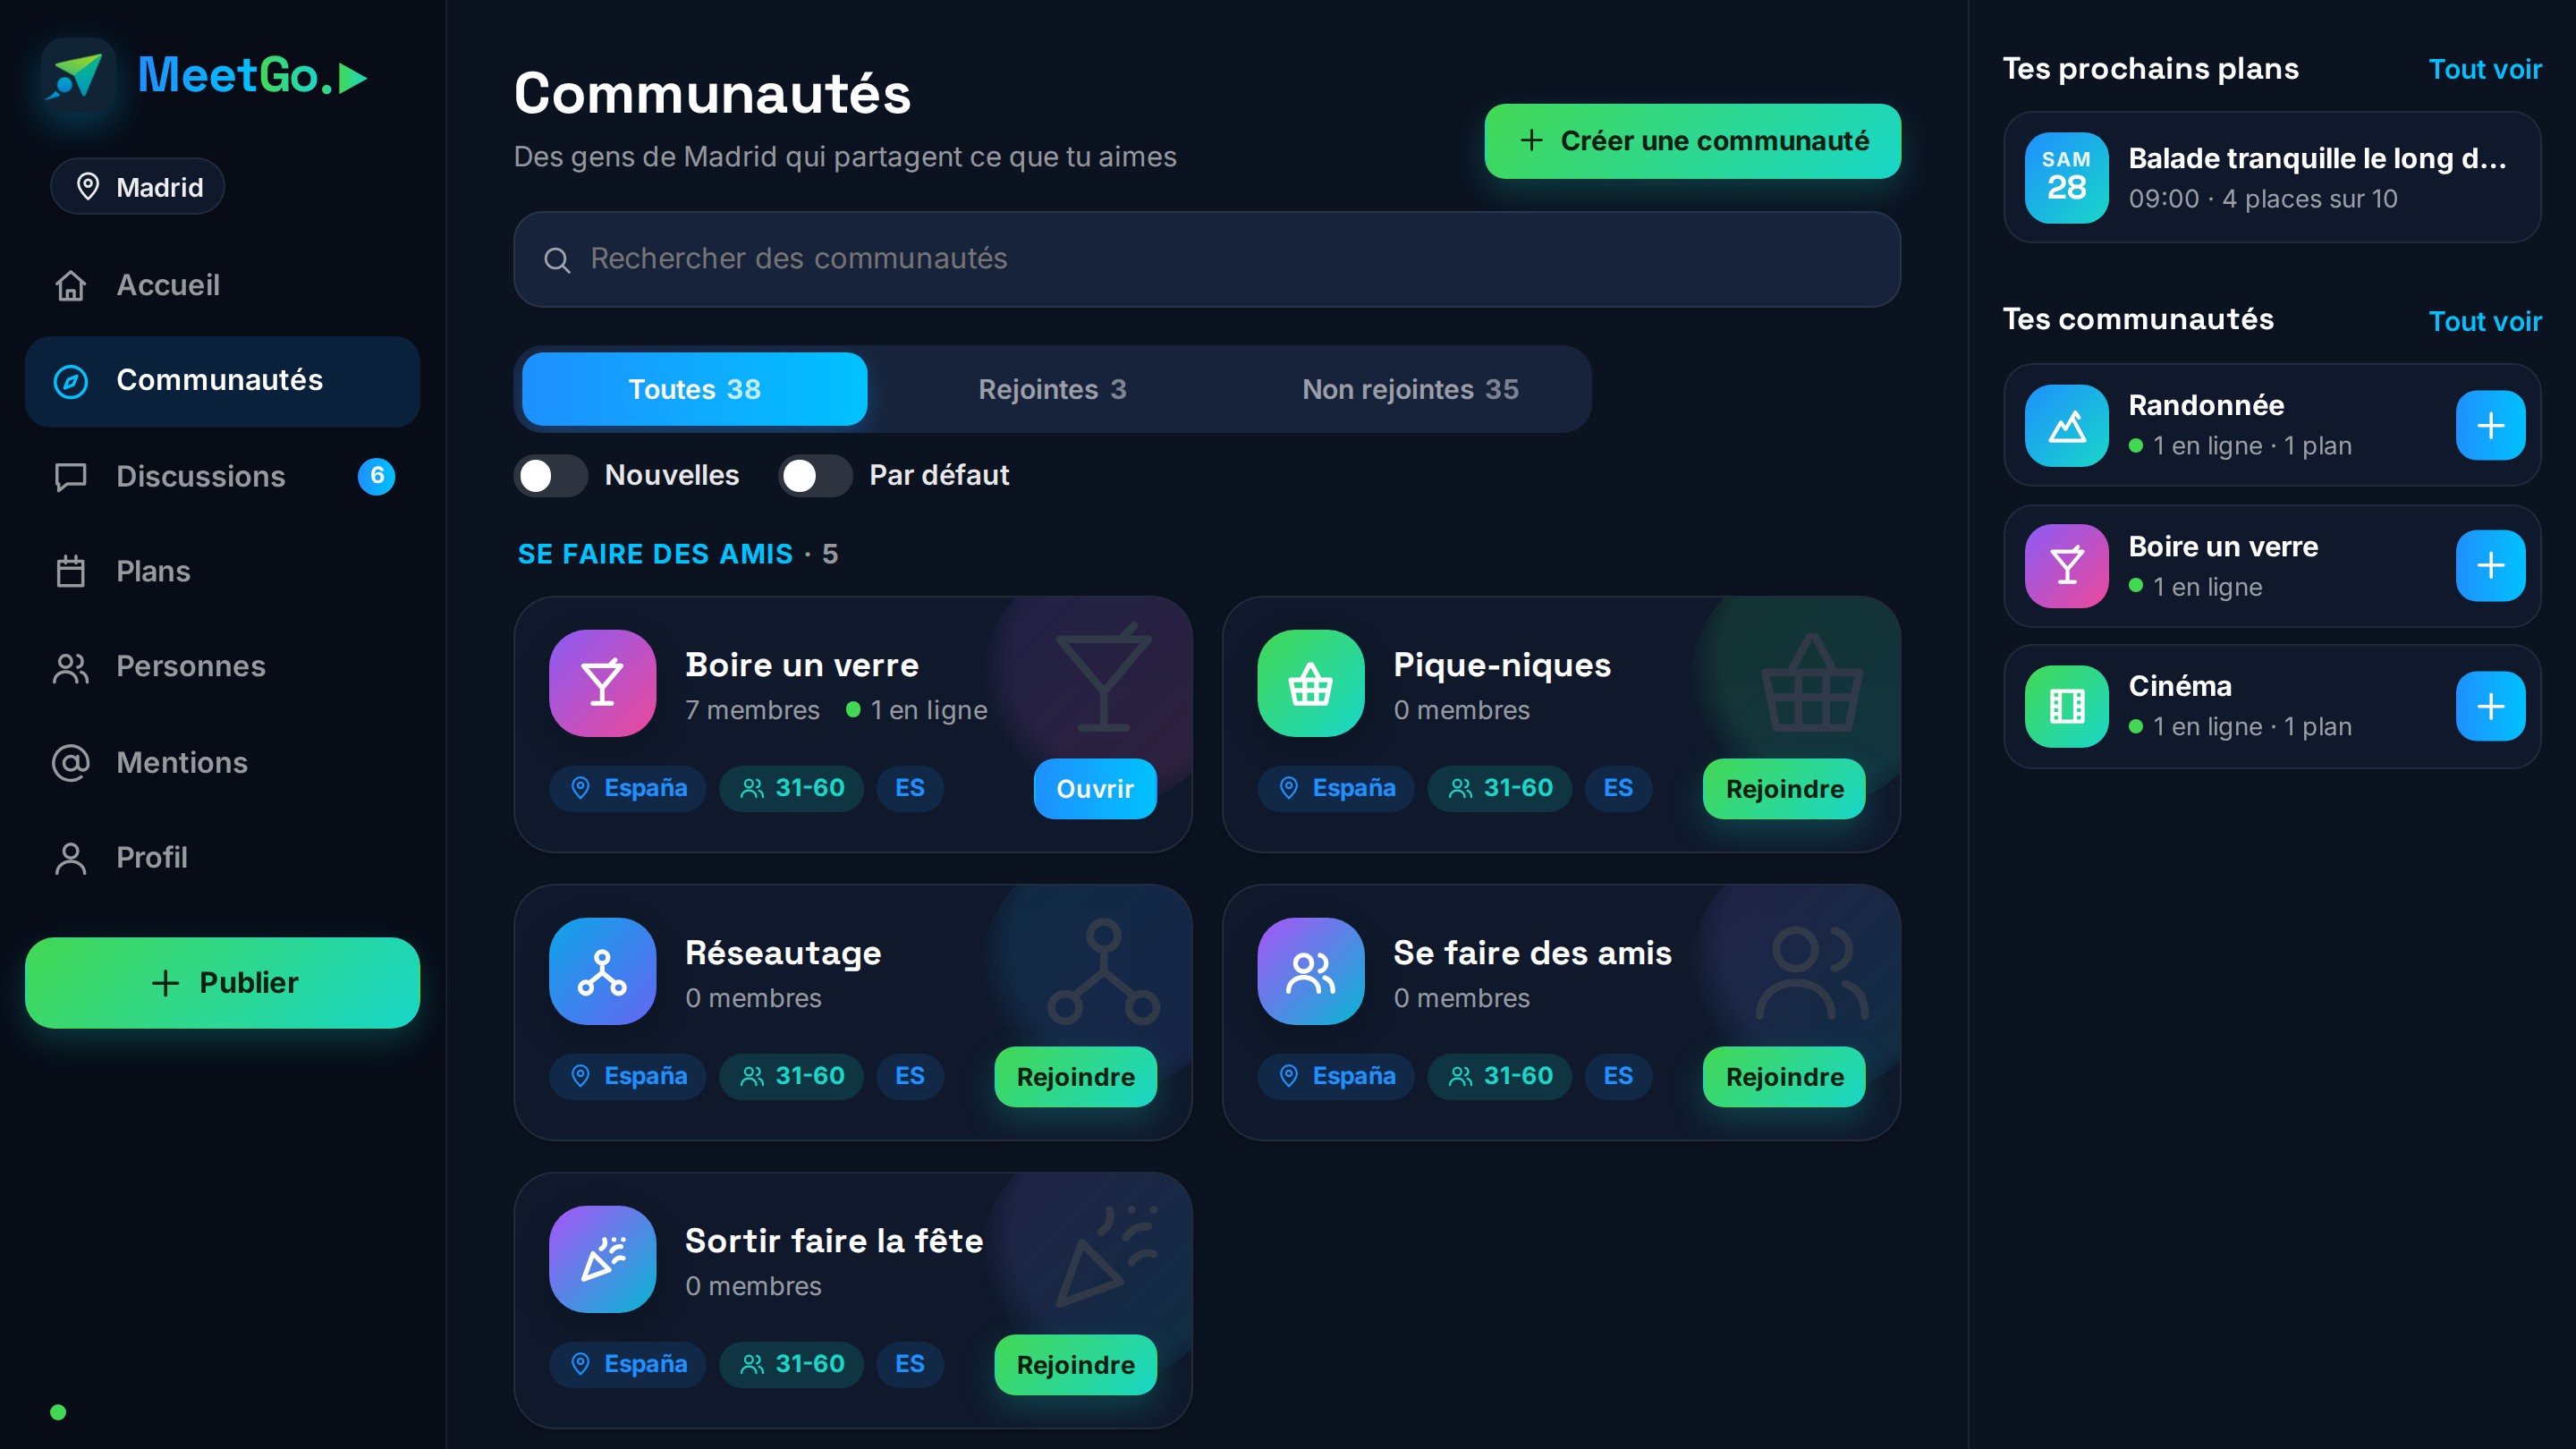 MeetGo.
Madrid
Accueil
Communautés
Discussions 6
Plans
Personnes
Mentions
Profil
+ Publier
Communautés
Des gens de Madrid qui partagent ce que tu aimes
+ Créer une communauté
Rechercher des communautés
Toutes 38 Rejointes 3 Non rejointes 35
Nouvelles Par défaut
SE FAIRE DES AMIS · 5
Boire un verre
7 membres 1 en ligne
España 31-60 ES Ouvrir
Pique-niques
0 membres
España 31-60 ES Rejoindre
Réseautage
0 membres
España 31-60 ES Rejoindre
Se faire des amis
0 membres
España 31-60 ES Rejoindre
Sortir faire la fête
0 membres
España 31-60 ES Rejoindre
Tes prochains plans Tout voir
SAM
28
Balade tranquille le long d...
09:00 · 4 places sur 10
Tes communautés Tout voir
Randonnée
1 en ligne · 1 plan
Boire un verre
1 en ligne
Cinéma
1 en ligne · 1 plan